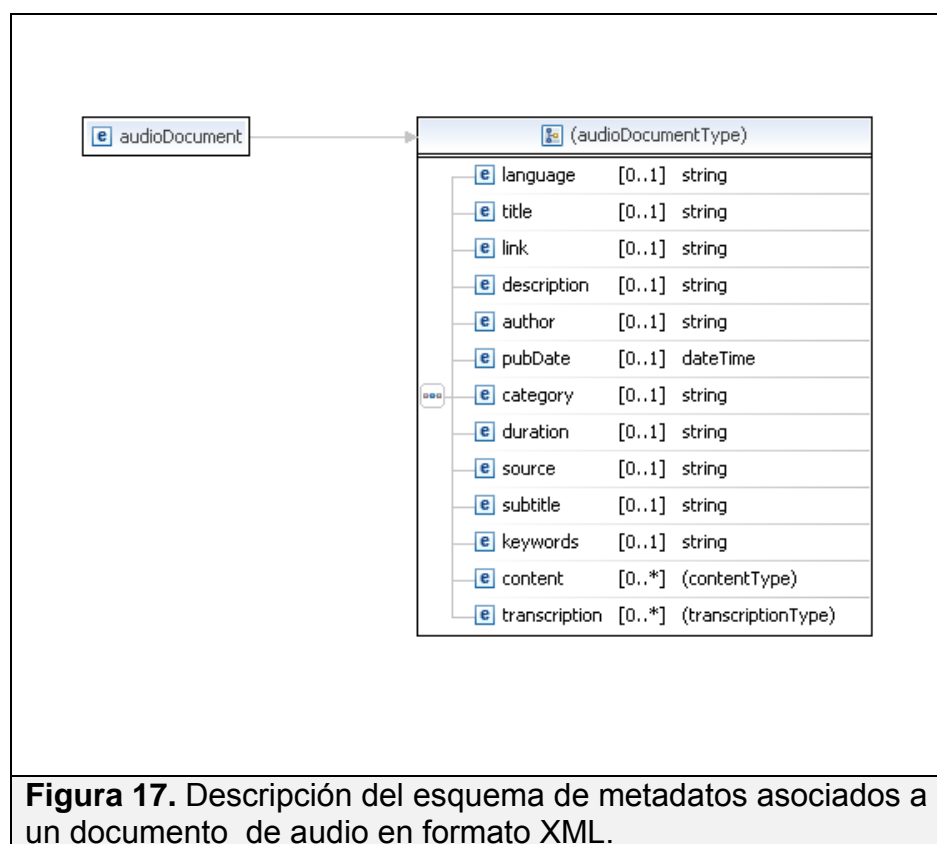 e audioDocument
(audioDocumentType)
e language [0..1] string
e title [0..1] string
e link [0..1] string
e description [0..1] string
e author [0..1] string
e pubDate [0..1] dateTime
e category [0..1] string
e duration [0..1] string
e source [0..1] string
e subtitle [0..1] string
e keywords [0..1] string
e content [0..*] (contentType)
e transcription [0..*] (transcriptionType)
Figura 17. Descripción del esquema de metadatos asociados a
un documento de audio en formato XML.